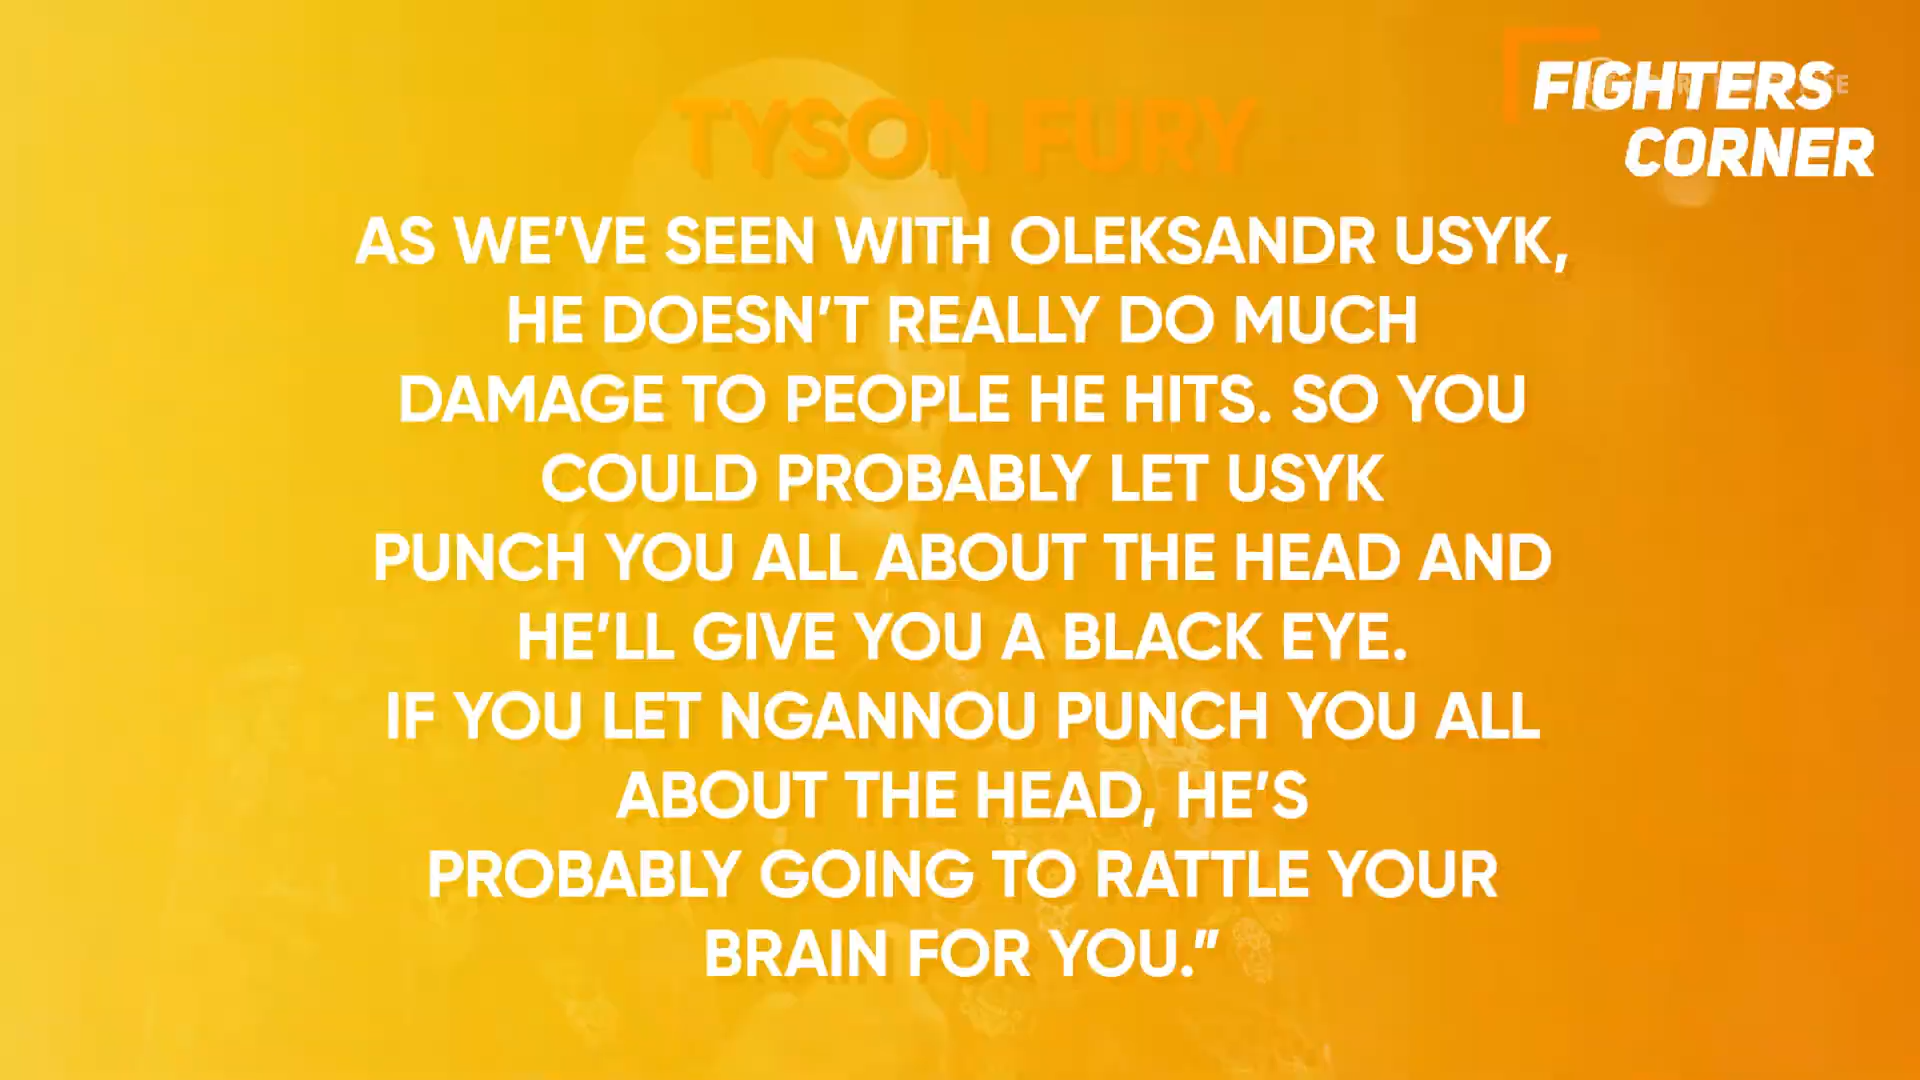 FIGHTERS
CORNER
TYSON FURY
AS WE’VE SEEN WITH OLEKSANDR USYK,
HE DOESN’T REALLY DO MUCH
DAMAGE TO PEOPLE HE HITS. SO YOU
COULD PROBABLY LET USYK
PUNCH YOU ALL ABOUT THE HEAD AND
HE’LL GIVE YOU A BLACK EYE.
IF YOU LET NGANNOU PUNCH YOU ALL
ABOUT THE HEAD, HE’S
PROBABLY GOING TO RATTLE YOUR
BRAIN FOR YOU.”